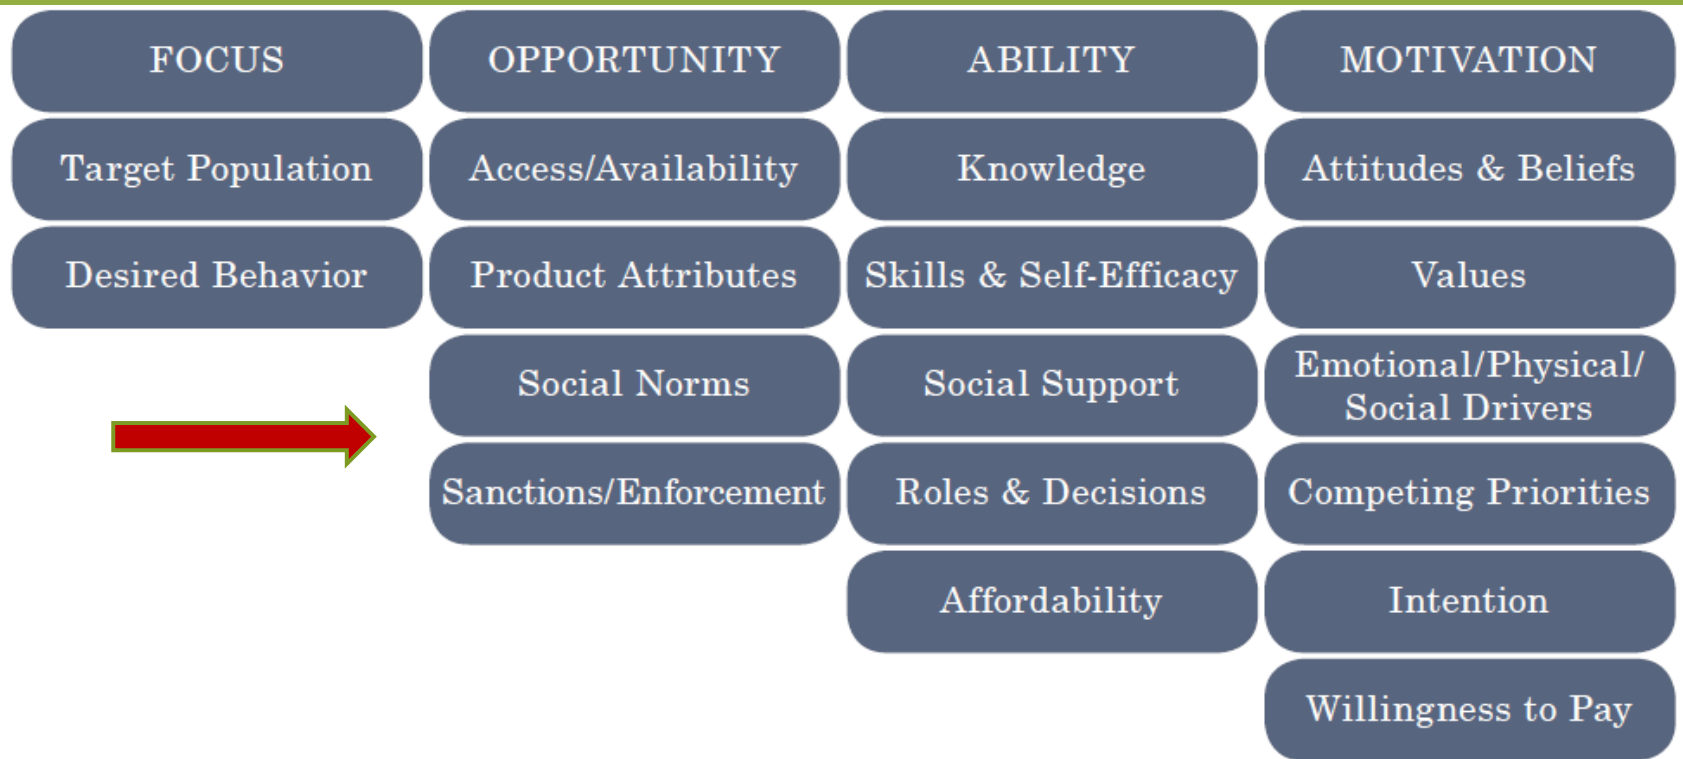 FOCUS
OPPORTUNITY
ABILITY
MOTIVATION
Target Population
Access/Availability
Knowledge
Attitudes & Beliefs
Desired Behavior
Product Attributes
Skills & Self-Efficacy
Values
Social Norms
Social Support
Emotional/Physical/
Social Drivers
Sanctions/Enforcement
Roles & Decisions
Competing Priorities
Affordability
Intention
Willingness to Pay